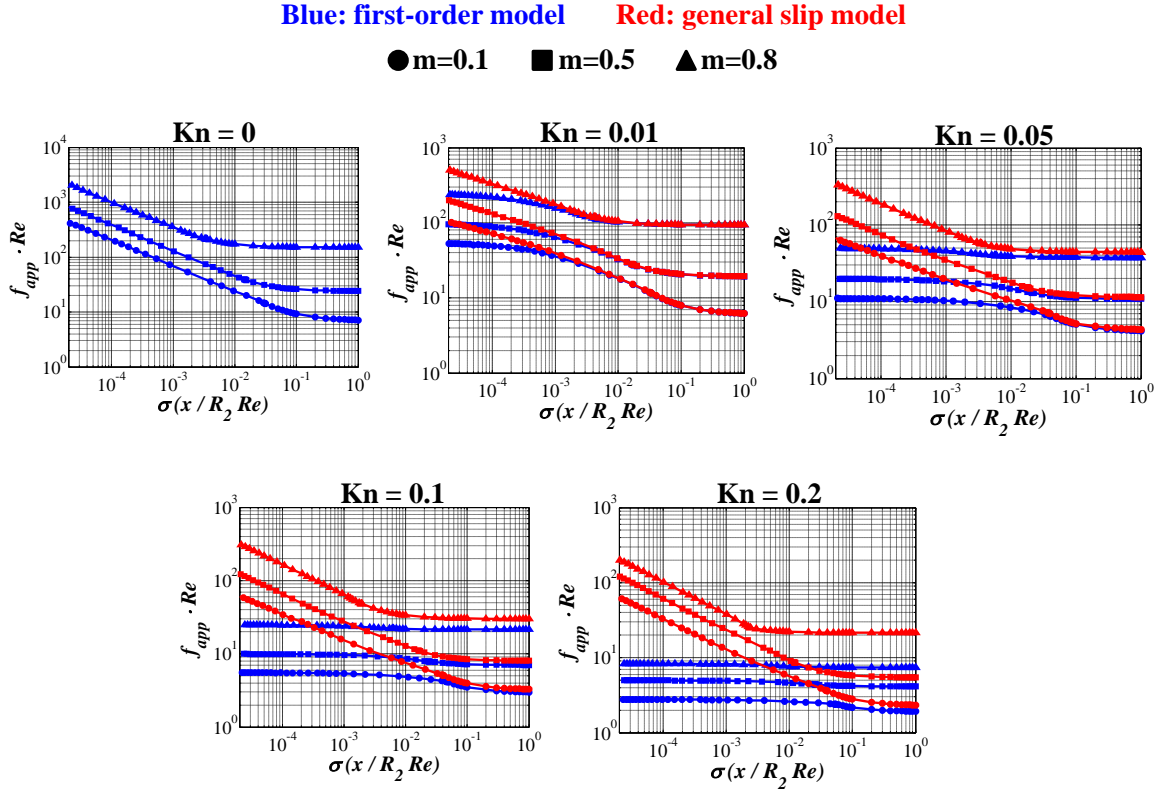 Blue: first-order model Red: general slip model
m=0.1 m=0.5 m=0.8
Kn = 0
10^4
10^3
10^2
10^1
10^0
f_app · Re
10^-4 10^-3 10^-2 10^-1 10^0
σ(x / R_2 Re)
Kn = 0.01
10^3
10^2
10^1
10^0
f_app · Re
10^-4 10^-3 10^-2 10^-1 10^0
σ(x / R_2 Re)
Kn = 0.05
10^3
10^2
10^1
10^0
f_app · Re
10^-4 10^-3 10^-2 10^-1 10^0
σ(x / R_2 Re)
Kn = 0.1
10^3
10^2
10^1
10^0
f_app · Re
10^-4 10^-3 10^-2 10^-1 10^0
σ(x / R_2 Re)
Kn = 0.2
10^3
10^2
10^1
10^0
f_app · Re
10^-4 10^-3 10^-2 10^-1 10^0
σ(x / R_2 Re)